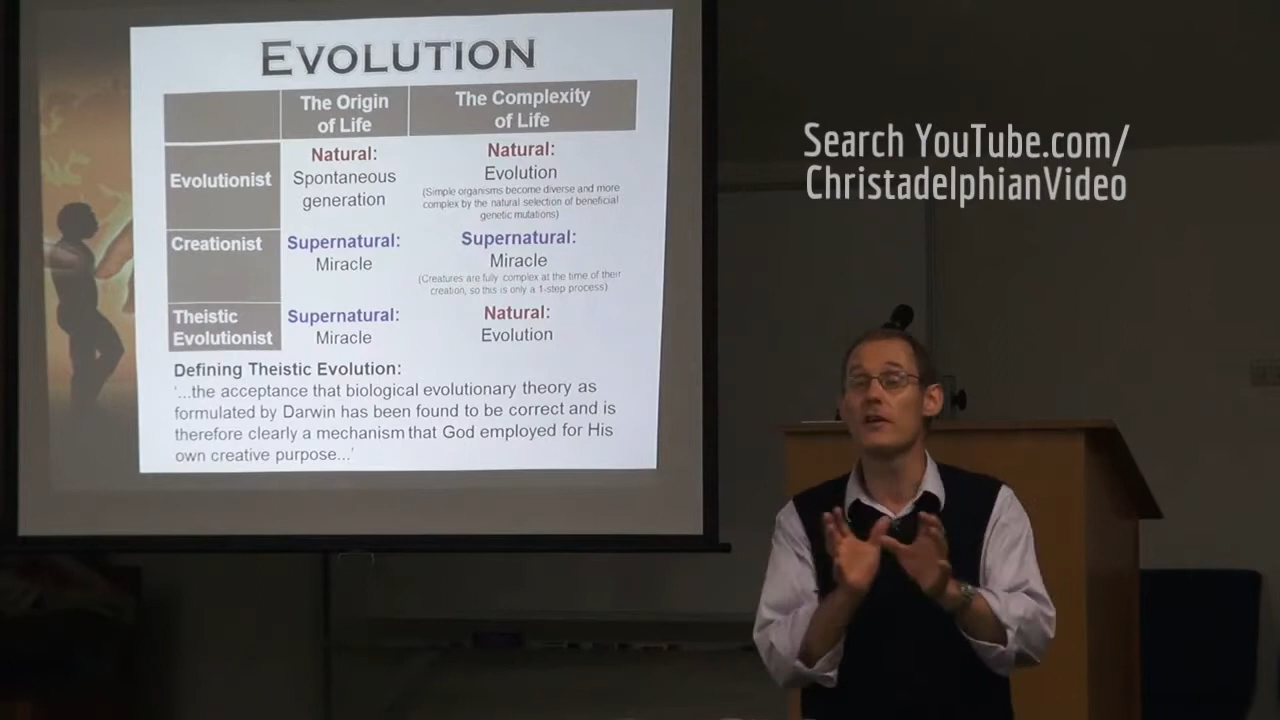 EVOLUTION
The Origin
of Life
The Complexity
of Life
Evolutionist
Natural:
Spontaneous
generation
Natural:
Evolution
(Simple organisms become diverse and more
complex by the natural selection of beneficial
genetic mutations)
Creationist
Supernatural:
Miracle
Supernatural:
Miracle
(Creatures are fully complex at the time of their
creation, so this is only a 1-step process)
Theistic
Evolutionist
Supernatural:
Miracle
Natural:
Evolution
Defining Theistic Evolution:
'...the acceptance that biological evolutionary theory as
formulated by Darwin has been found to be correct and is
therefore clearly a mechanism that God employed for His
own creative purpose...'
Search YouTube.com/
ChristadelphianVideo